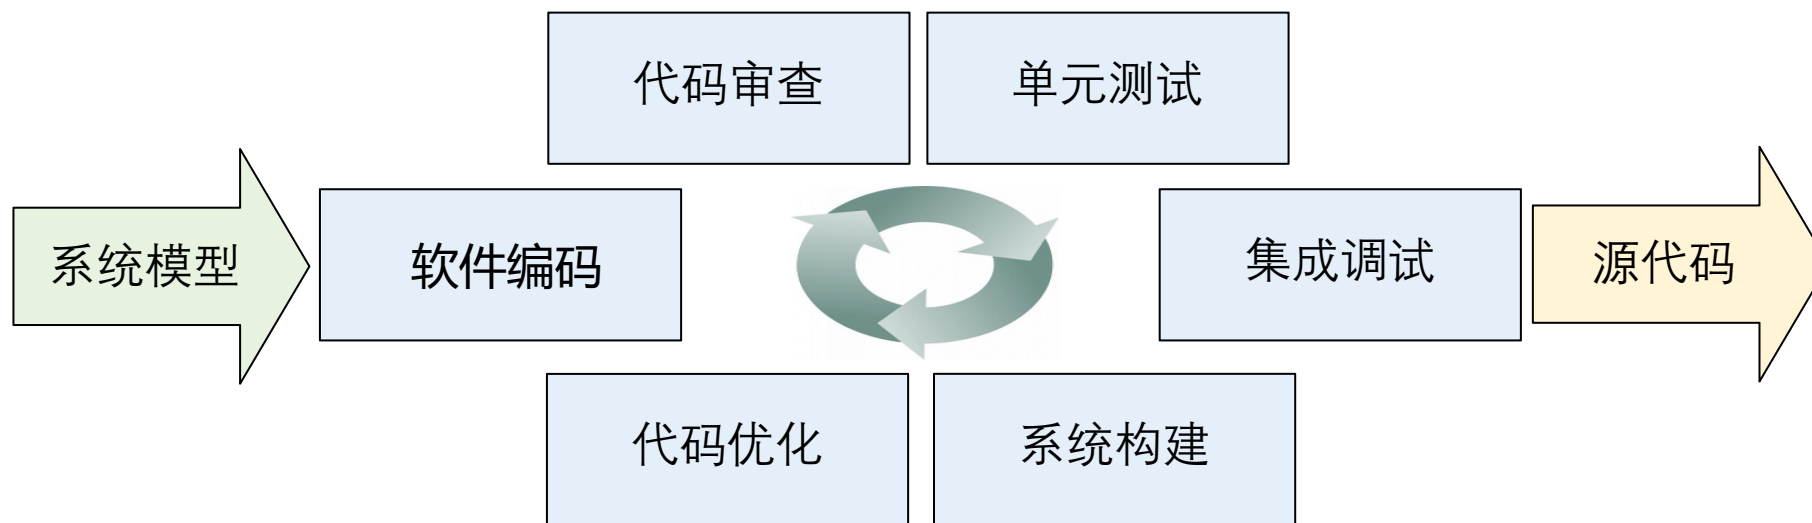 代码审查
单元测试
系统模型
软件编码
集成调试
源代码
代码优化
系统构建